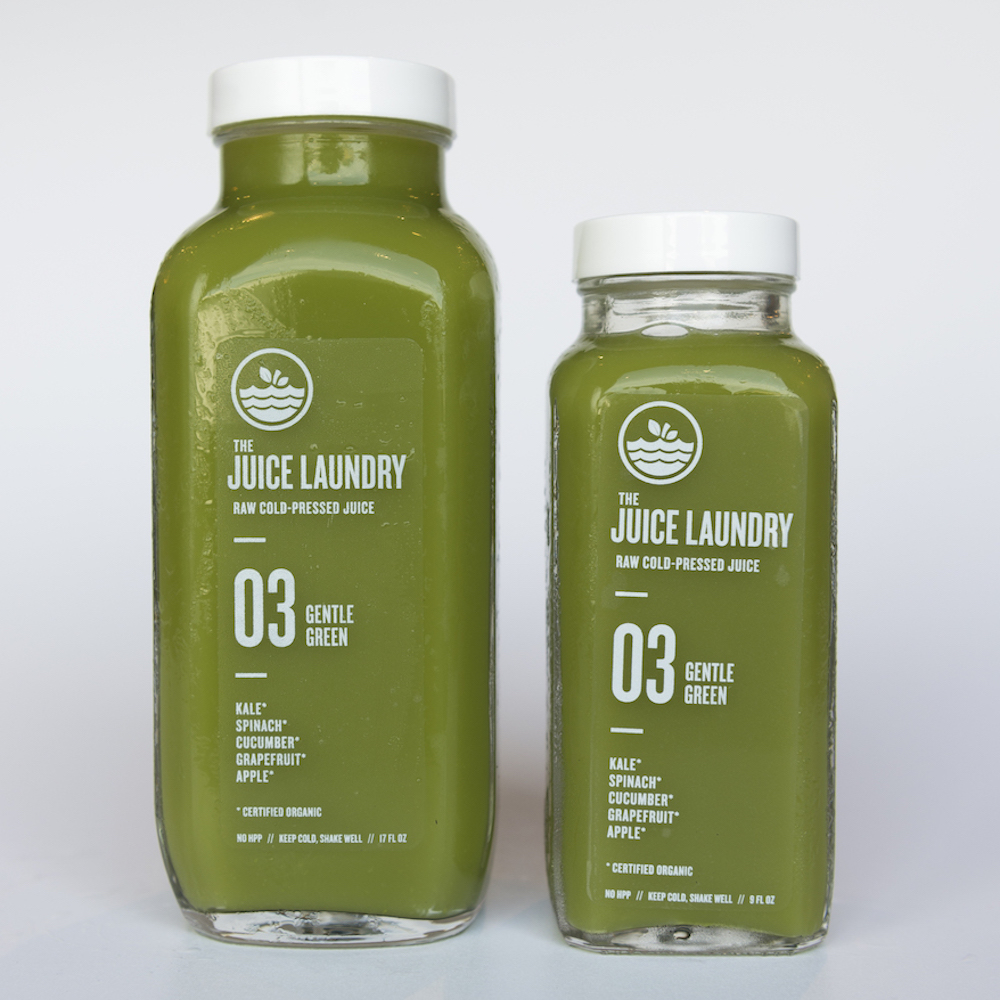 THE
JUICE LAUNDRY
RAW COLD-PRESSED JUICE
03 GENTLE
GREEN
KALE*
SPINACH*
CUCUMBER*
GRAPEFRUIT*
APPLE*
* CERTIFIED ORGANIC
NO HPP // KEEP COLD, SHAKE WELL // 17 FL OZ
THE
JUICE LAUNDRY
RAW COLD-PRESSED JUICE
03 GENTLE
GREEN
KALE*
SPINACH*
CUCUMBER*
GRAPEFRUIT*
APPLE*
* CERTIFIED ORGANIC
NO HPP // KEEP COLD, SHAKE WELL // 9 FL OZ